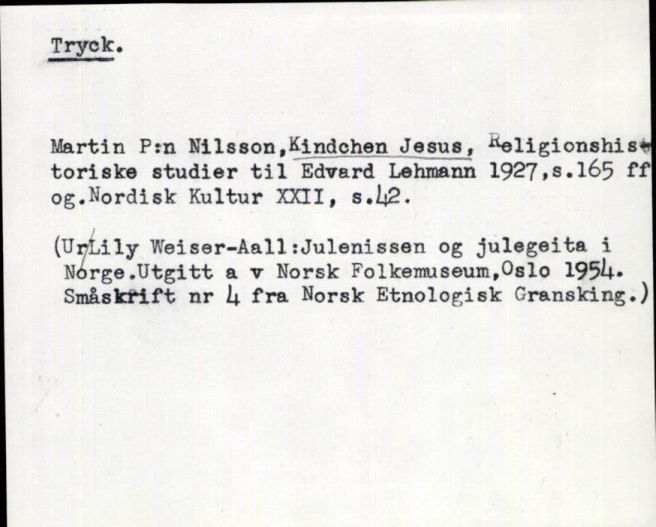 Tryck.
Martin P:n Nilsson,Kindchen Jesus, Religionshis-
toriske studier til Edvard Lehmann 1927,s.165 ff
og.Nordisk Kultur XXII, s.42.
(Ur/Lily Weiser-Aall:Julenissen og julegeita i
Norge.Utgitt a v Norsk Folkemuseum,Oslo 1954.
Småskrift nr 4 fra Norsk Etnologisk Gransking.)